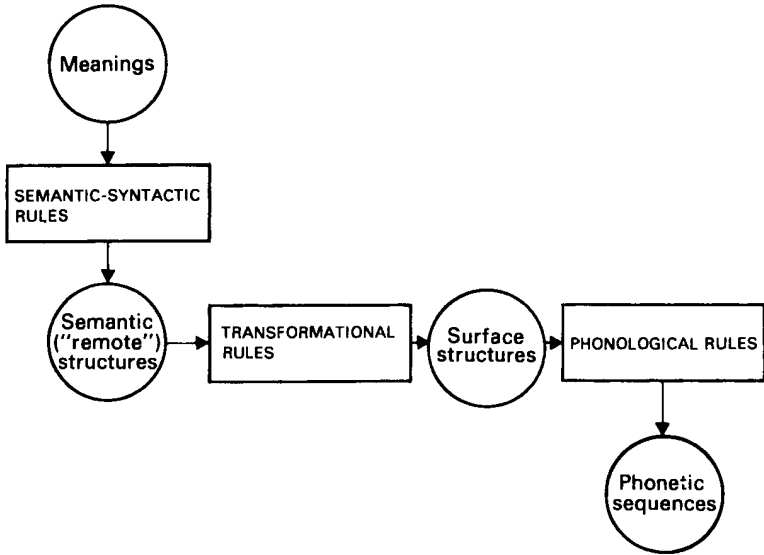 Meanings
SEMANTIC-SYNTACTIC
RULES
Semantic
("remote")
structures
TRANSFORMATIONAL
RULES
Surface
structures
PHONOLOGICAL RULES
Phonetic
sequences